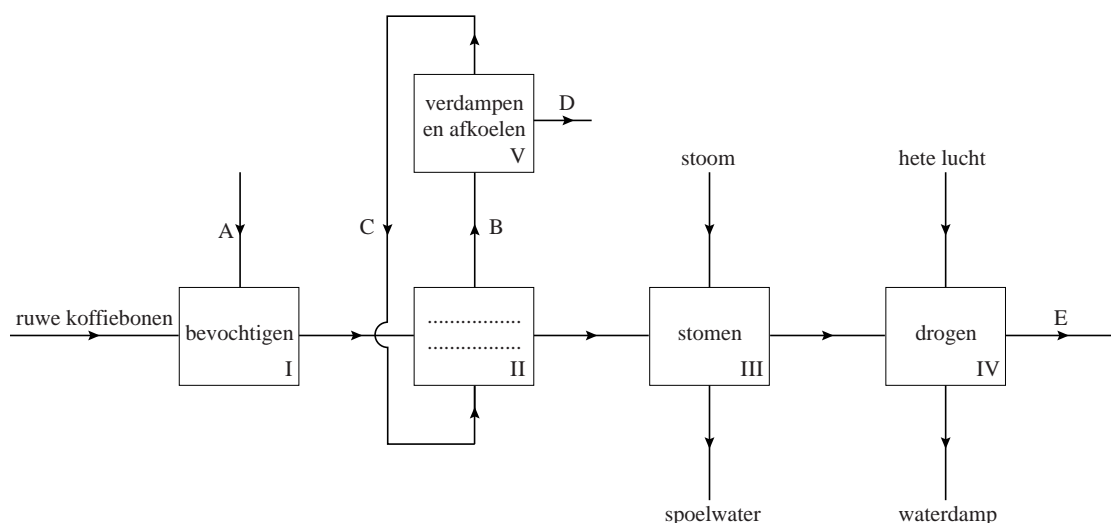 verdampen
en afkoelen
V
D
stoom
hete lucht
A
C
B
ruwe koffiebonen
bevochtigen
I
..................
..................
II
stomen
III
drogen
IV
E
spoelwater
waterdamp